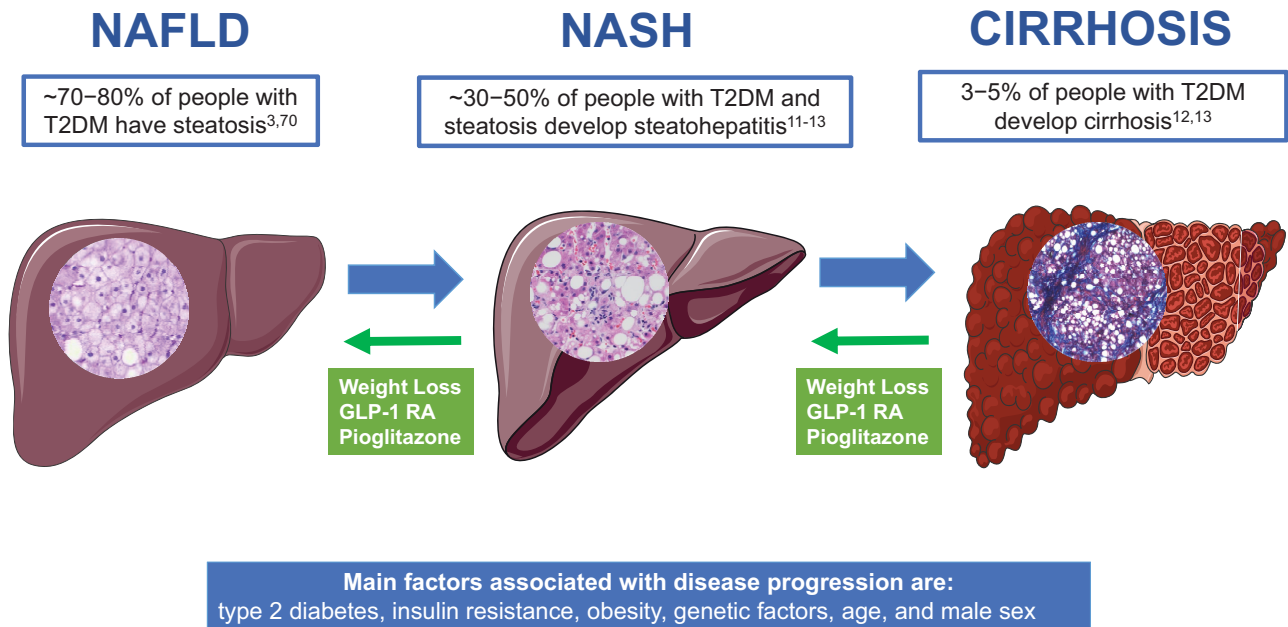 NAFLD
~70−80% of people with
T2DM have steatosis3,70
NASH
~30−50% of people with T2DM and
steatosis develop steatohepatitis11-13
CIRRHOSIS
3−5% of people with T2DM
develop cirrhosis12,13
Weight Loss
GLP-1 RA
Pioglitazone
Weight Loss
GLP-1 RA
Pioglitazone
Main factors associated with disease progression are:
type 2 diabetes, insulin resistance, obesity, genetic factors, age, and male sex